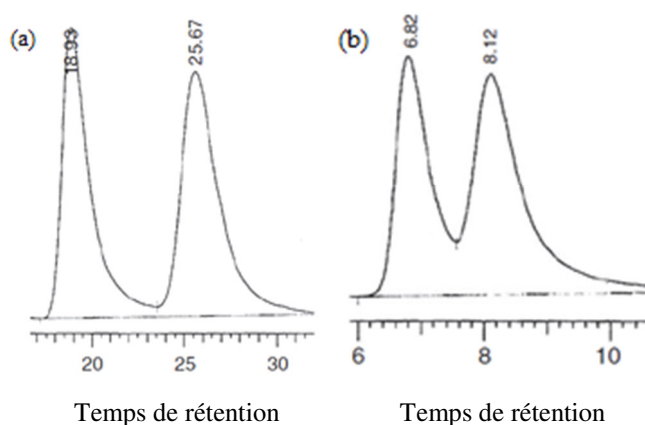 (a)
18.93
25.67
20
25
30
Temps de rétention
(b)
6.82
8.12
6
8
10
Temps de rétention